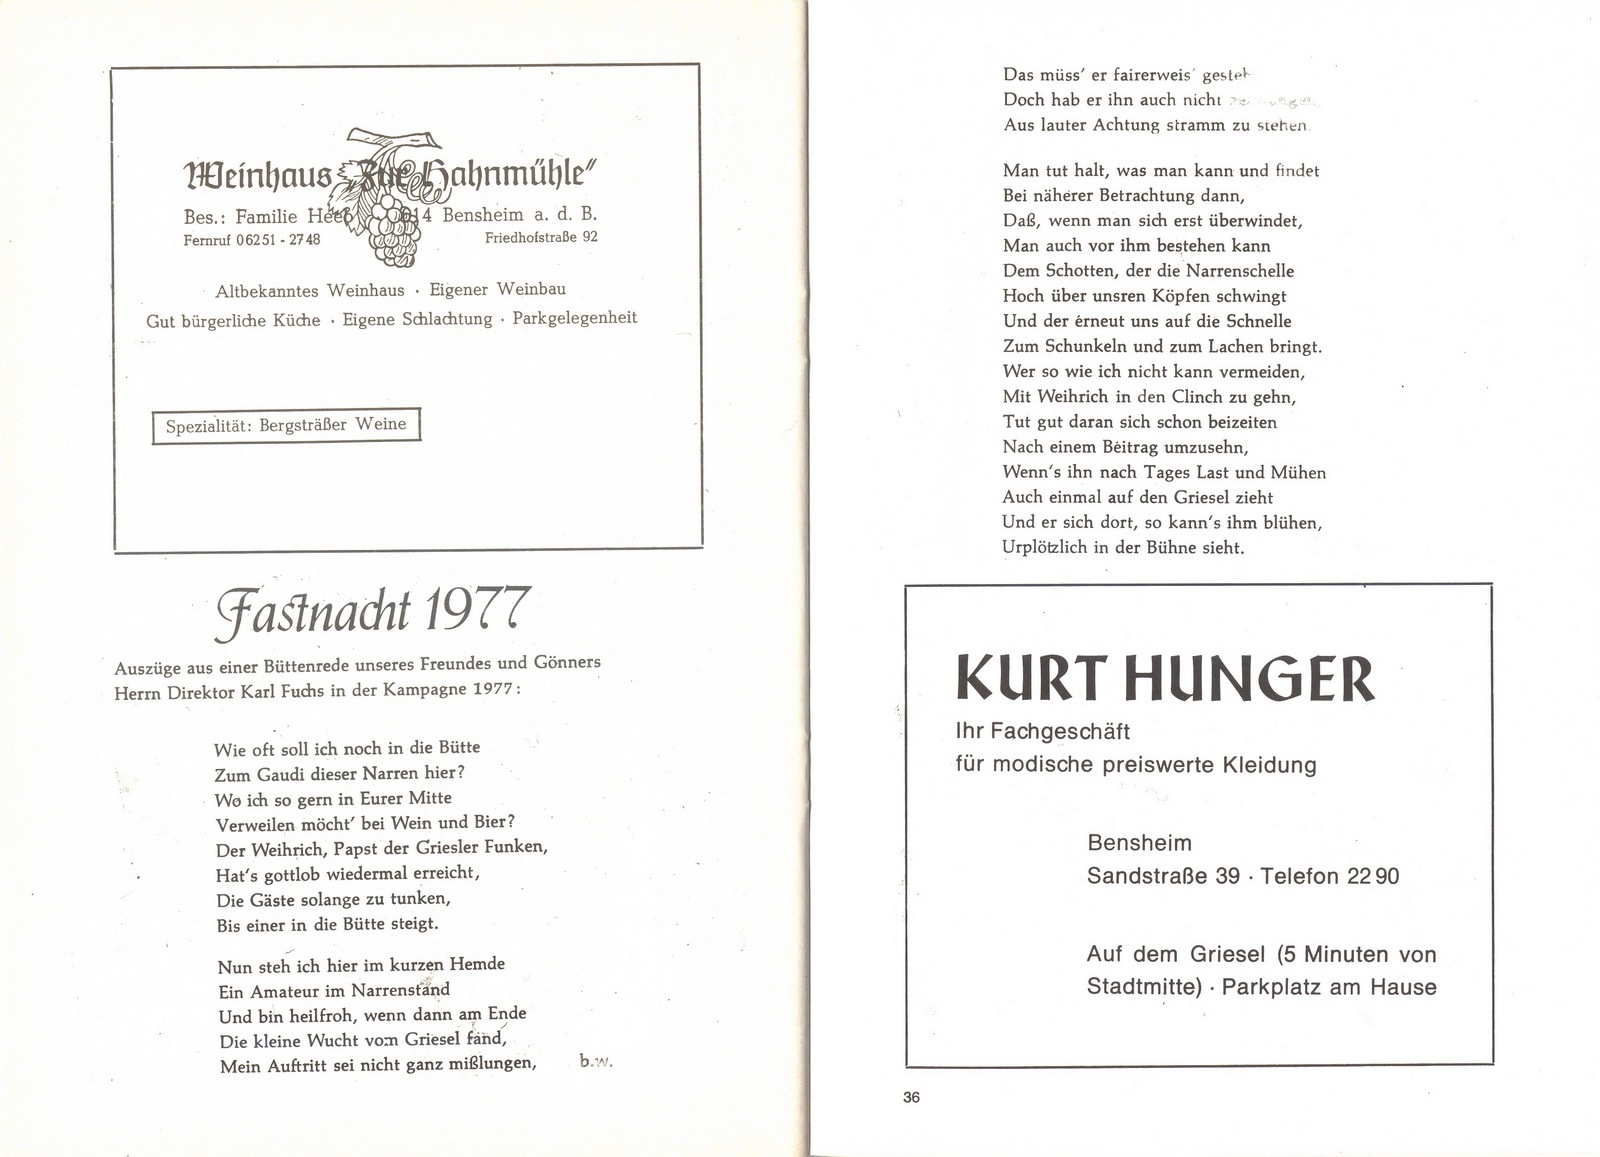 Weinhaus „Zur Hahnmühle“
Bes.: Familie 614 Bensheim a. d. B.
Fernruf 06251 - 2748 Friedhofstraße 92
Altbekanntes Weinhaus · Eigener Weinbau
Gut bürgerliche Küche · Eigene Schlachtung · Parkgelegenheit
Spezialität: Bergsträßer Weine
Fastnacht 1977
Auszüge aus einer Büttenrede unseres Freundes und Gönners
Herrn Direktor Karl Fuchs in der Kampagne 1977:
Wie oft soll ich noch in die Bütte
Zum Gaudi dieser Narren hier?
Wo ich so gern in Eurer Mitte
Verweilen möcht' bei Wein und Bier?
Der Weihrich, Papst der Griesler Funken,
Hat's gottlob wiedermal erreicht,
Die Gäste solange zu tunken,
Bis einer in die Bütte steigt.
Nun steh ich hier im kurzen Hemde
Ein Amateur im Narrenstand
Und bin heilfroh, wenn dann am Ende
Die kleine Wucht vom Griesel fänd,
Mein Auftritt sei nicht ganz mißlungen, b.w.
Das müss' er fairerweis'
Doch hab er ihn auch nicht
Aus lauter Achtung stramm zu stehen.
Man tut halt, was man kann und findet
Bei näherer Betrachtung dann,
Daß, wenn man sich erst überwindet,
Man auch vor ihm bestehen kann
Dem Schotten, der die Narrenschelle
Hoch über unsren Köpfen schwingt
Und der erneut uns auf die Schnelle
Zum Schunkeln und zum Lachen bringt.
Wer so wie ich nicht kann vermeiden,
Mit Weihrich in den Clinch zu gehn,
Tut gut daran sich schon beizeiten
Nach einem Beitrag umzusehn,
Wenn's ihn nach Tages Last und Mühen
Auch einmal auf den Griesel zieht
Und er sich dort, so kann's ihm blühen,
Urplötzlich in der Bühne sieht.
KURT HUNGER
Ihr Fachgeschäft
für modische preiswerte Kleidung
Bensheim
Sandstraße 39 · Telefon 22 90
Auf dem Griesel (5 Minuten von
Stadtmitte) · Parkplatz am Hause
36